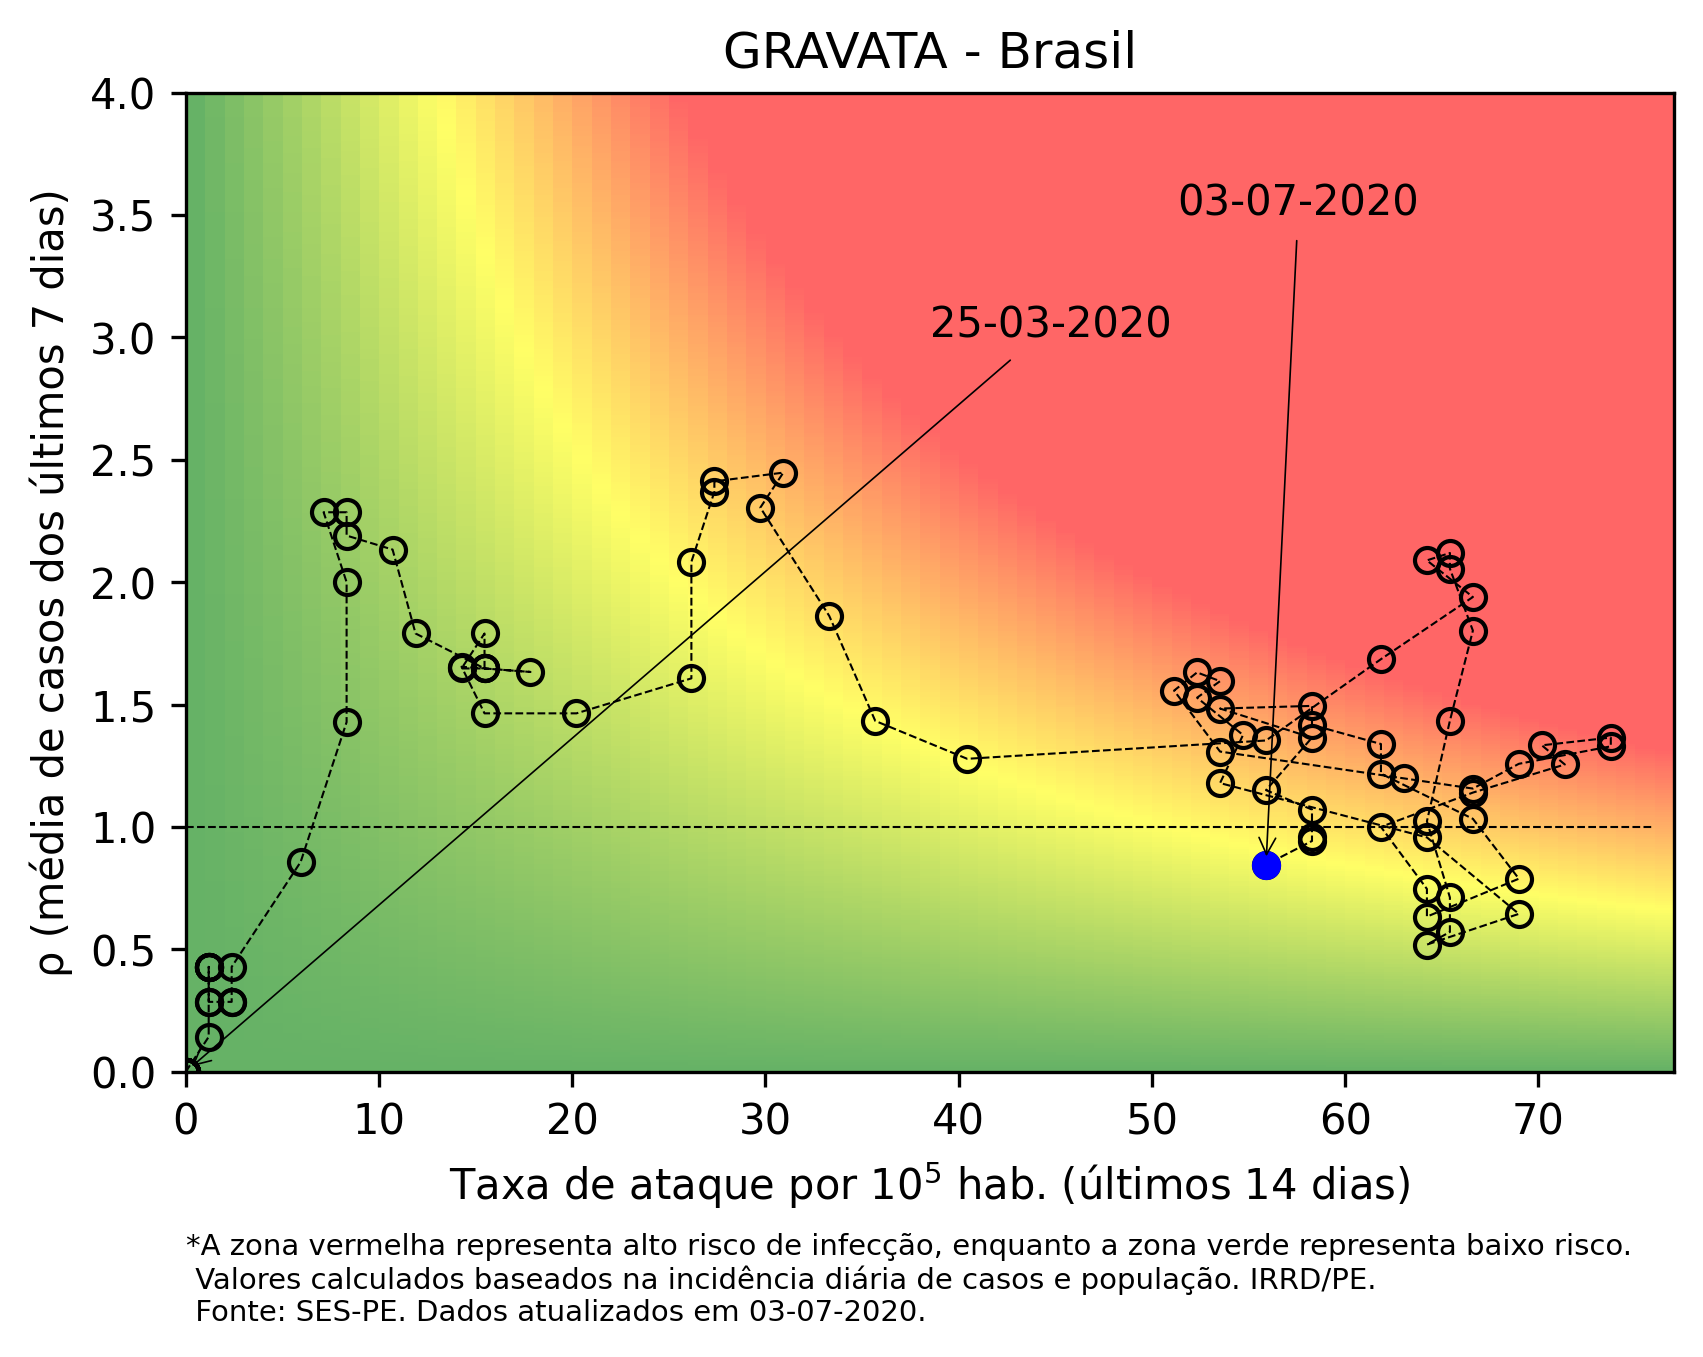 GRAVATA - Brasil
4.0
3.5
3.0
2.5
2.0
1.5
1.0
0.5
0.0
ρ (média de casos dos últimos 7 dias)
03-07-2020
25-03-2020
0 10 20 30 40 50 60 70
Taxa de ataque por 10⁵ hab. (últimos 14 dias)
*A zona vermelha representa alto risco de infecção, enquanto a zona verde representa baixo risco.
Valores calculados baseados na incidência diária de casos e população. IRRD/PE.
Fonte: SES-PE. Dados atualizados em 03-07-2020.